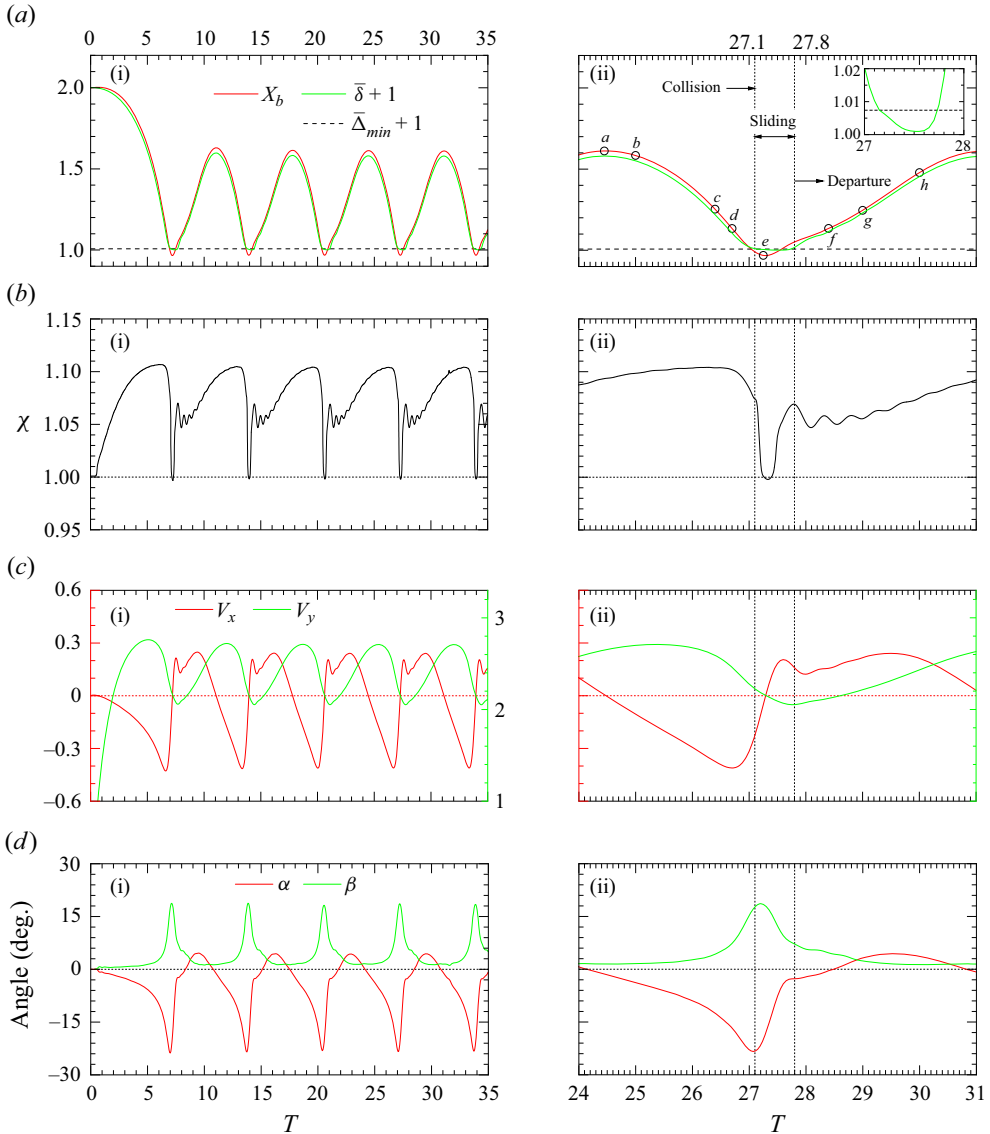 (a)
0 5 10 15 20 25 30 35
27.1 27.8
2.0
1.5
1.0
(i)
X_b δ̄ + 1
Δ̄_min + 1
(ii)
Collision
Sliding
Departure
a b c d e f g h
1.02
1.01
1.00
27 28
(b)
1.15
1.10
1.05
1.00
0.95
χ
(i)
(ii)
(c)
0.6
0.3
0
−0.3
−0.6
(i)
V_x V_y
3
2
1
(ii)
(d)
30
15
0
−15
−30
Angle (deg.)
(i)
α β
(ii)
0 5 10 15 20 25 30 35
T
24 25 26 27 28 29 30 31
T